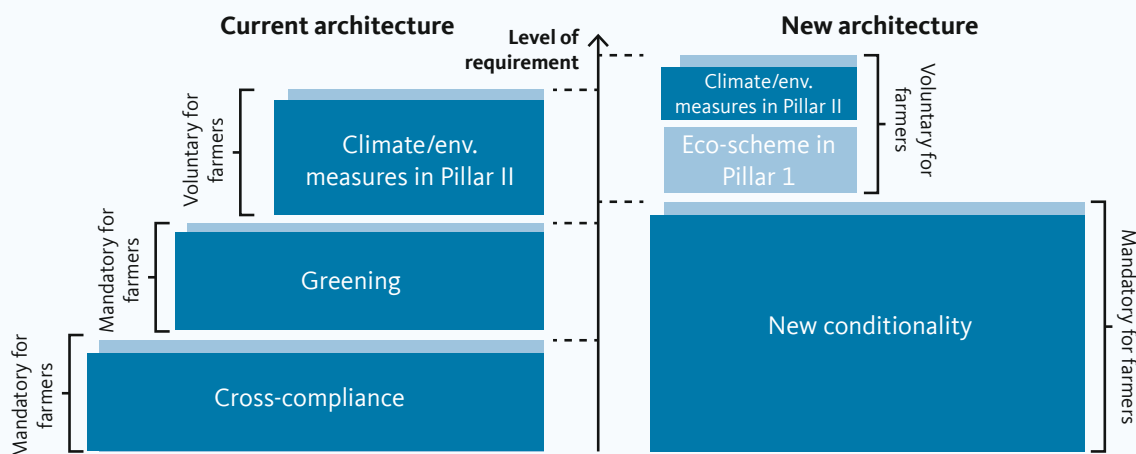 Current architecture
Level of
requirement
New architecture
Voluntary for
farmers
Climate/env.
measures in Pillar II
Mandatory for
farmers
Greening
Mandatory for
farmers
Cross-compliance
Climate/env.
measures in Pillar II
Eco-scheme in
Pillar 1
Voluntary for
farmers
New conditionality
Mandatory for farmers